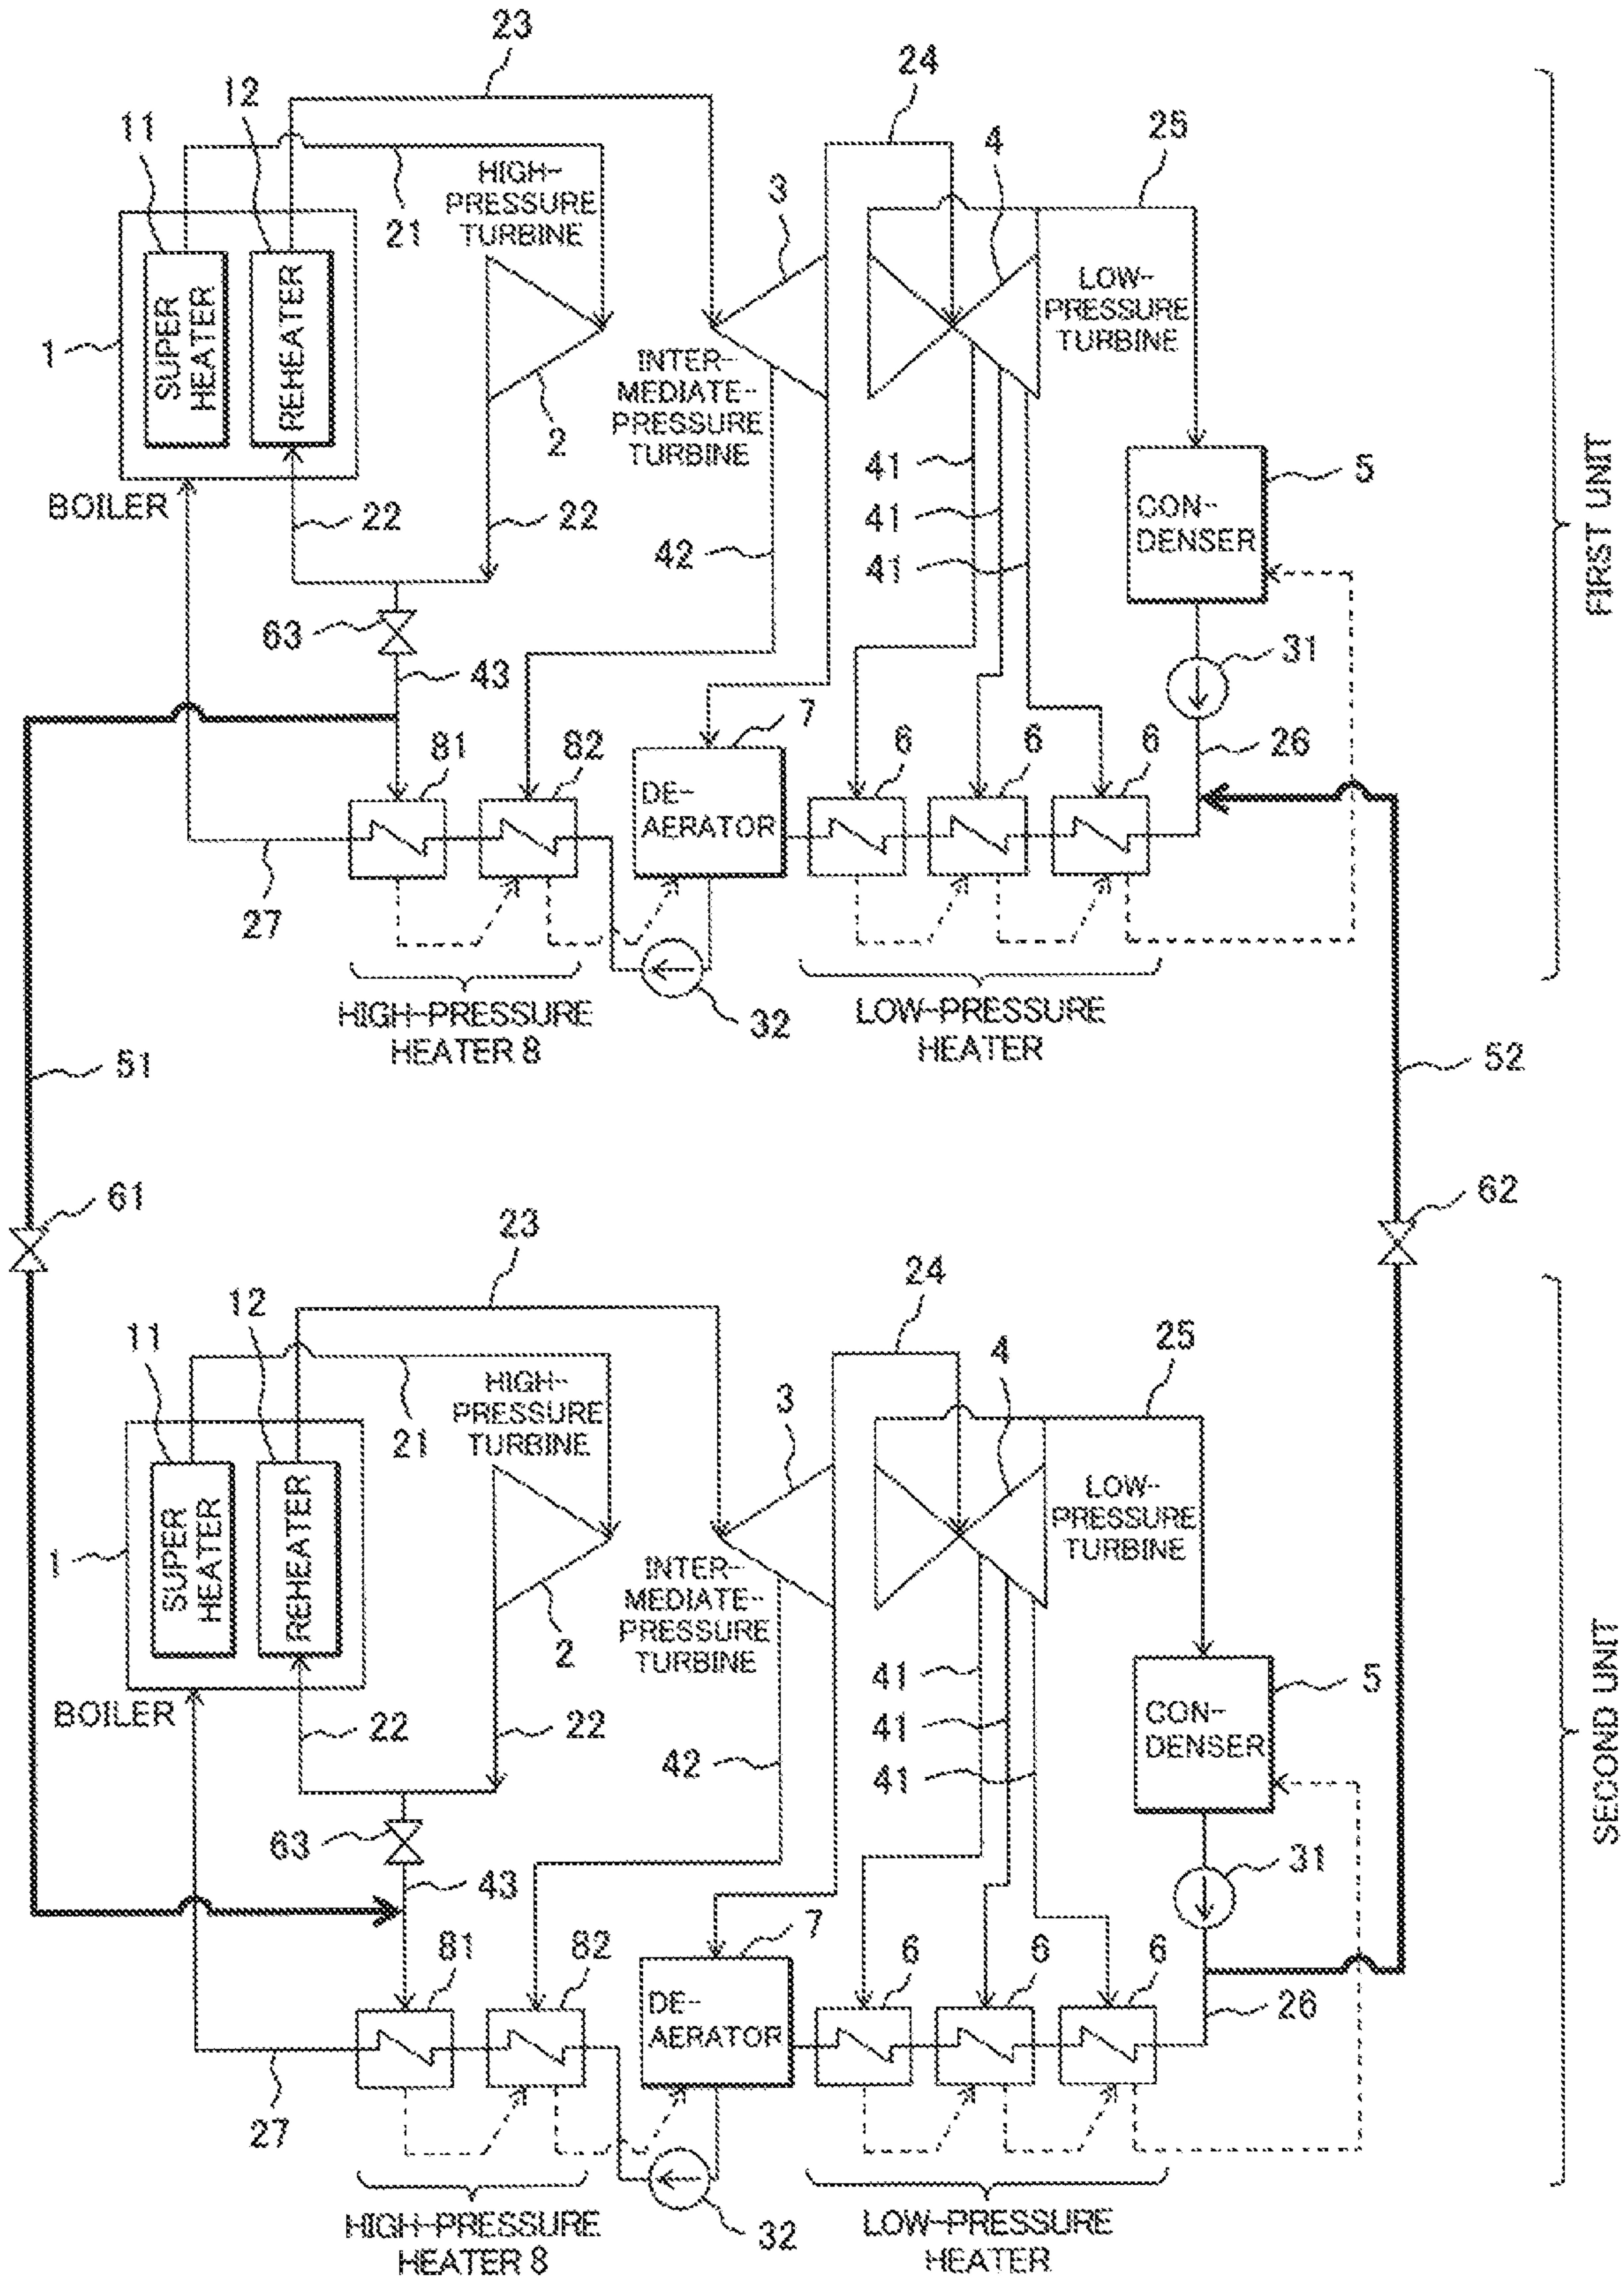 23
24
12
11
25
4
HIGH-
PRESSURE
TURBINE
21
3
LOW-
PRESSURE
TURBINE
SUPER
HEATER
REHEATER
1
INTER-
MEDIATE-
PRESSURE
TURBINE
2
41
5
BOILER
22
22
41
CON-
DENSER
42
41
FIRST UNIT
63
31
43
7
81
82
6
6
6
26
DE-
AERATOR
27
HIGH-PRESSURE
HEATER 8
32
LOW-PRESSURE
HEATER
51
52
61
62
23
24
12
11
25
4
HIGH-
PRESSURE
TURBINE
21
3
LOW-
PRESSURE
TURBINE
SUPER
HEATER
REHEATER
1
INTER-
MEDIATE-
PRESSURE
TURBINE
2
41
5
BOILER
22
22
41
CON-
DENSER
42
41
SECOND UNIT
63
31
43
7
81
82
6
6
6
26
DE-
AERATOR
27
HIGH-PRESSURE
HEATER 8
32
LOW-PRESSURE
HEATER